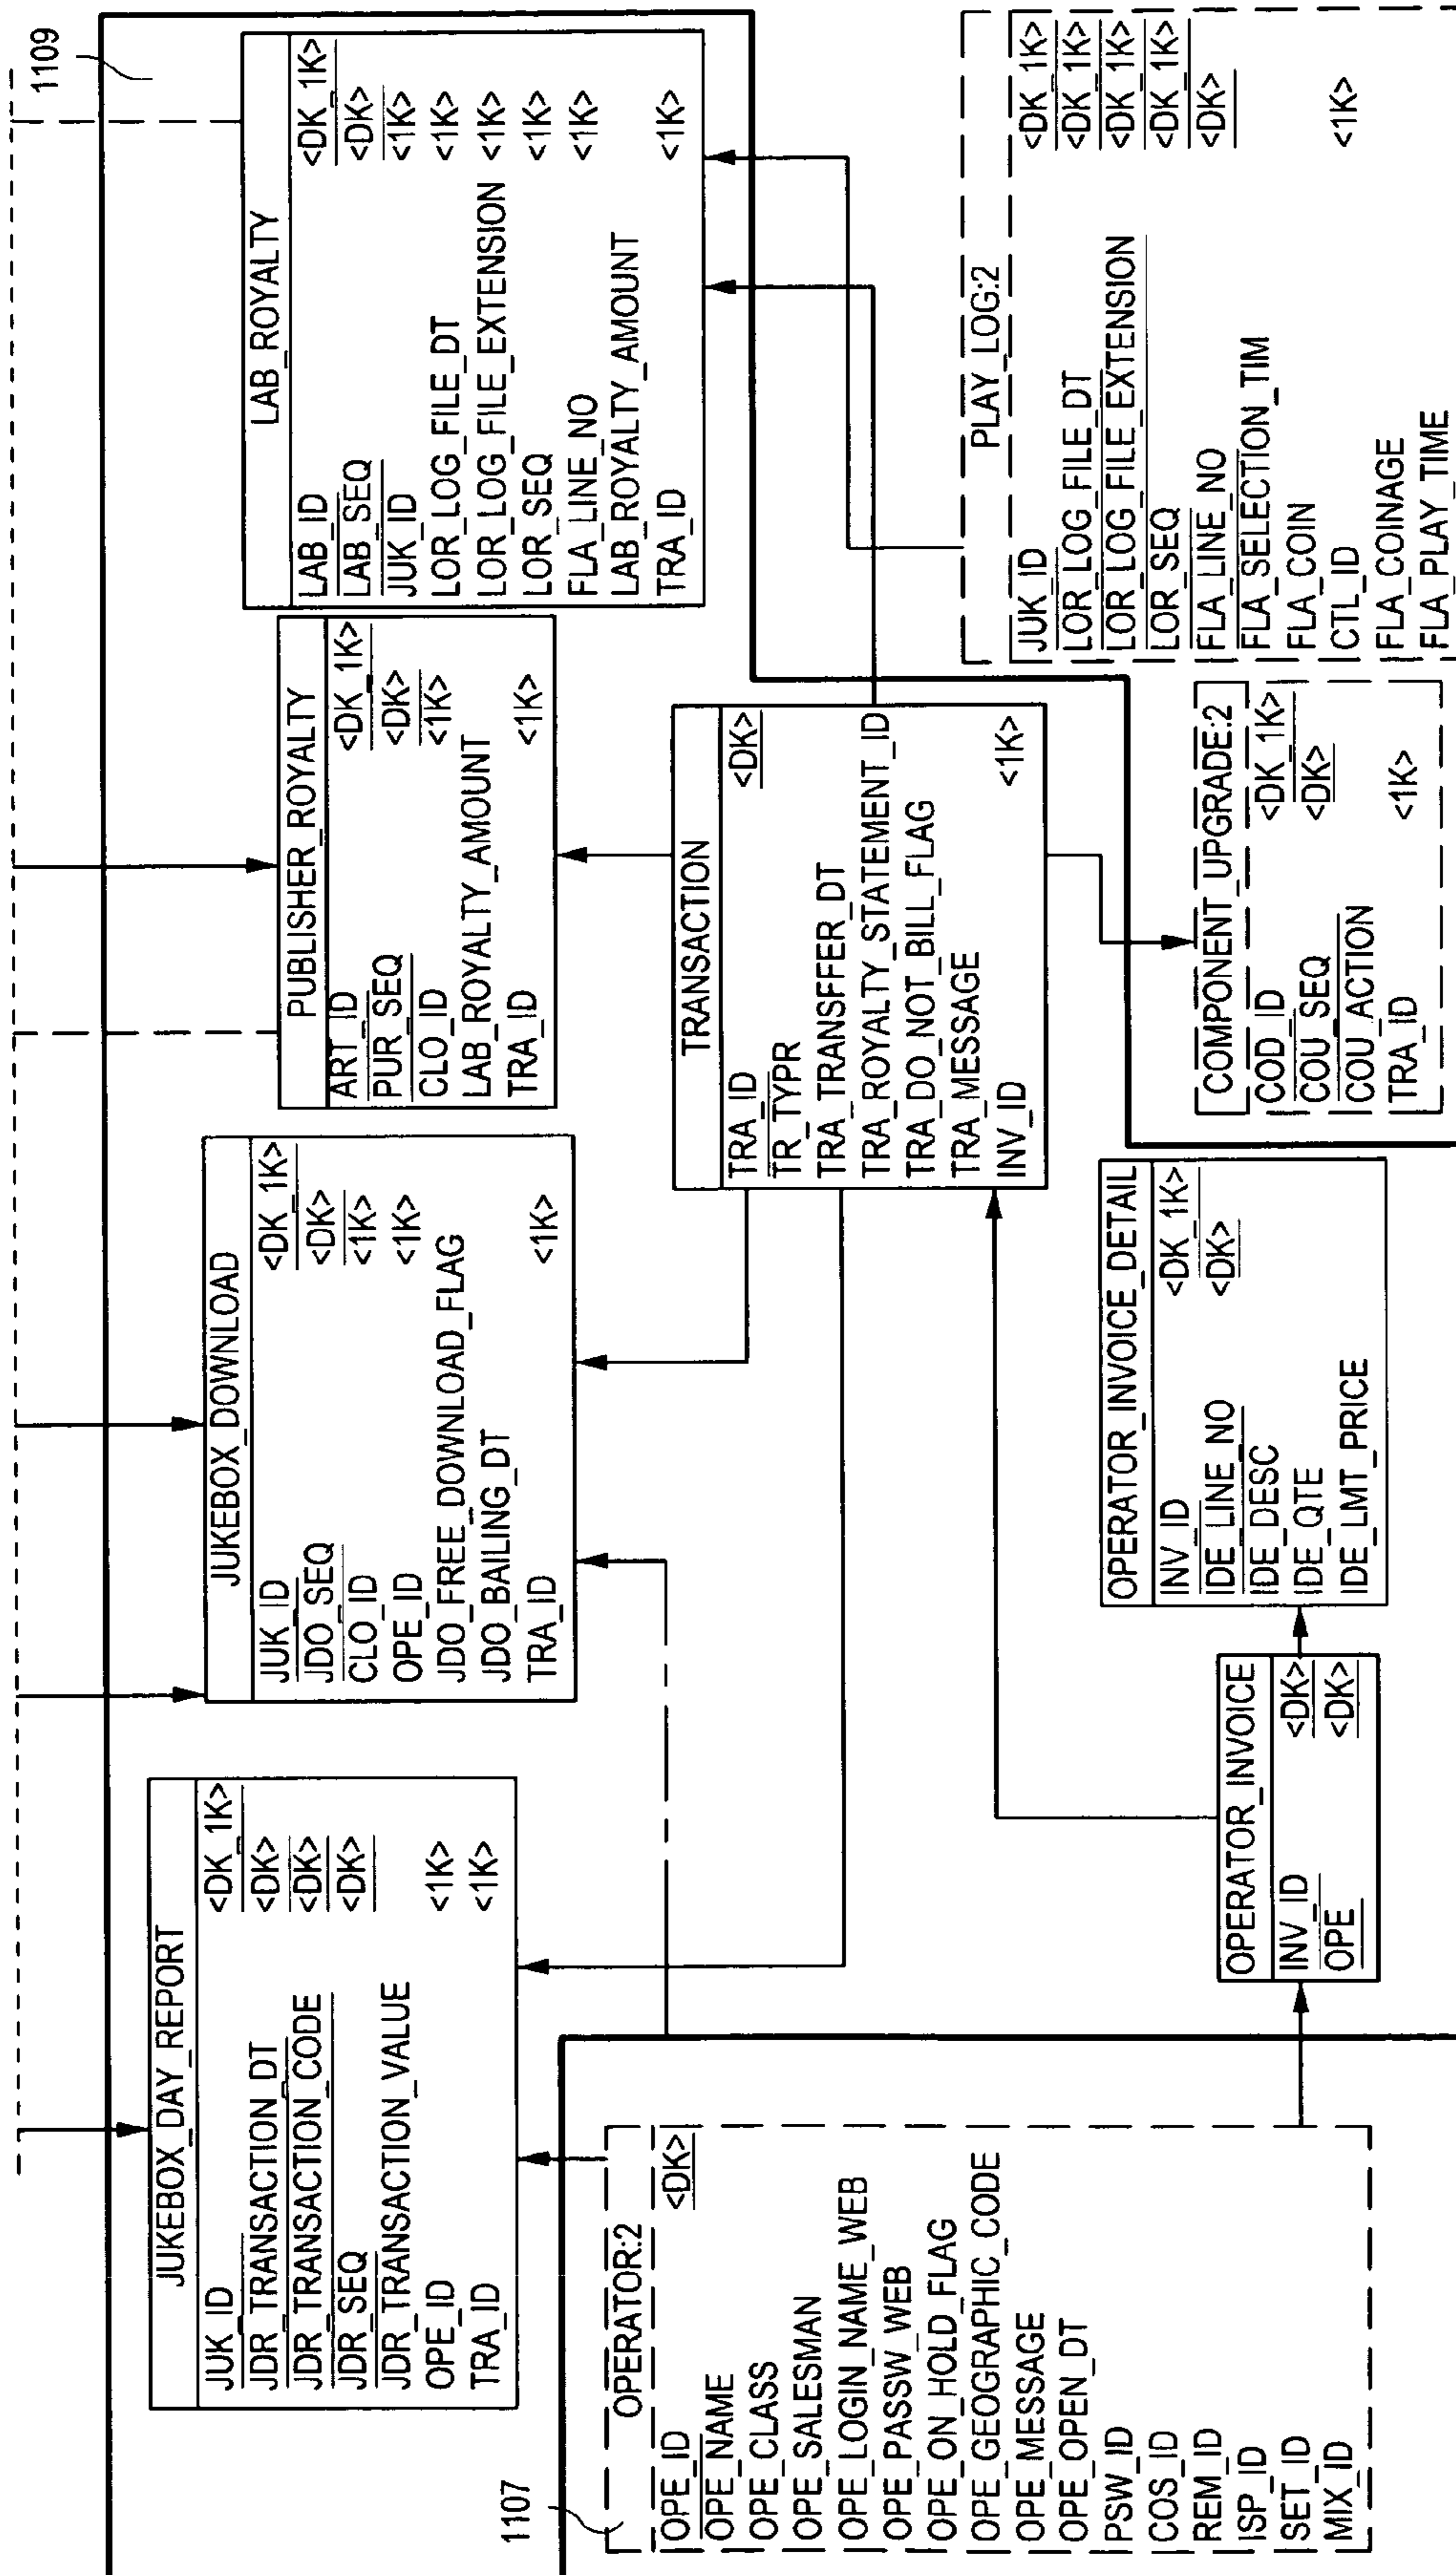 1109
JUKEBOX_DAY_REPORT
JUK_ID <DK_1K>
JDR_TRANSACTION_DT <DK>
JDR_TRANSACTION_CODE <DK>
JDR_SEQ <DK>
JDR_TRANSACTION_VALUE
OPE_ID <1K>
TRA_ID <1K>
JUKEBOX_DOWNLOAD
JUK_ID <DK_1K>
JDO_SEQ <DK>
CLO_ID <1K>
OPE_ID <1K>
JDO_FREE_DOWNLOAD_FLAG
JDO_BAILING_DT
TRA_ID <1K>
PUBLISHER_ROYALTY
ART_ID <DK_1K>
PUR_SEQ <DK>
CLO_ID <1K>
LAB_ROYALTY_AMOUNT
TRA_ID <1K>
LAB_ROYALTY
LAB_ID <DK_1K>
LAB_SEQ <DK>
JUK_ID <1K>
LOR_LOG_FILE_DT <1K>
LOR_LOG_FILE_EXTENSION <1K>
LOR_SEQ <1K>
FLA_LINE_NO <1K>
LAB_ROYALTY_AMOUNT
TRA_ID <1K>
1107
OPERATOR:2
OPE_ID <DK>
OPE_NAME
OPE_CLASS
OPE_SALESMAN
OPE_LOGIN_NAME_WEB
OPE_PASSW_WEB
OPE_ON_HOLD_FLAG
OPE_GEOGRAPHIC_CODE
OPE_MESSAGE
OPE_OPEN_DT
PSW_ID
COS_ID
REM_ID
ISP_ID
SET_ID
MIX_ID
TRANSACTION
TRA_ID <DK>
TR_TYPR
TRA_TRANSFER_DT
TRA_ROYALTY_STATEMENT_ID
TRA_DO_NOT_BILL_FLAG
TRA_MESSAGE
INV_ID <1K>
OPERATOR_INVOICE
INV_ID <DK>
OPE <DK>
OPERATOR_INVOICE_DETAIL
INV_ID <DK_1K>
IDE_LINE_NO <DK>
IDE_DESC
IDE_QTE
IDE_LMT_PRICE
COMPONENT_UPGRADE:2
COD_ID <DK_1K>
COU_SEQ <DK>
COU_ACTION
TRA_ID <1K>
PLAY_LOG:2
JUK_ID <DK_1K>
LOR_LOG_FILE_DT <DK_1K>
LOR_LOG_FILE_EXTENSION <DK_1K>
LOR_SEQ <DK_1K>
FLA_LINE_NO <DK>
FLA_SELECTION_TIM
FLA_COIN
CTL_ID <1K>
FLA_COINAGE
FLA_PLAY_TIME